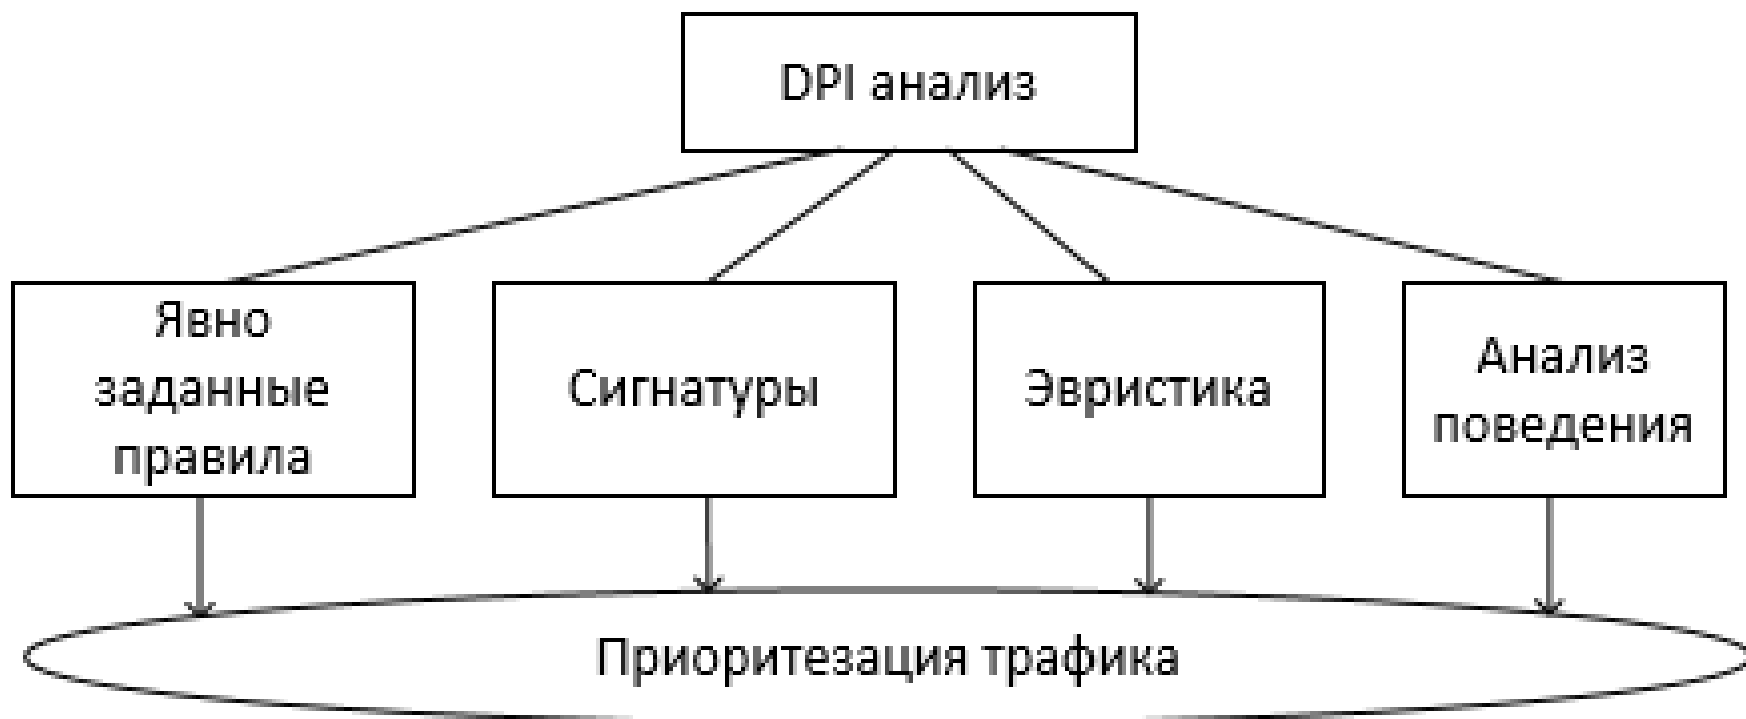 DPI анализ
Явно
заданные
правила
Сигнатуры
Эвристика
Анализ
поведения
Приоритезация трафика